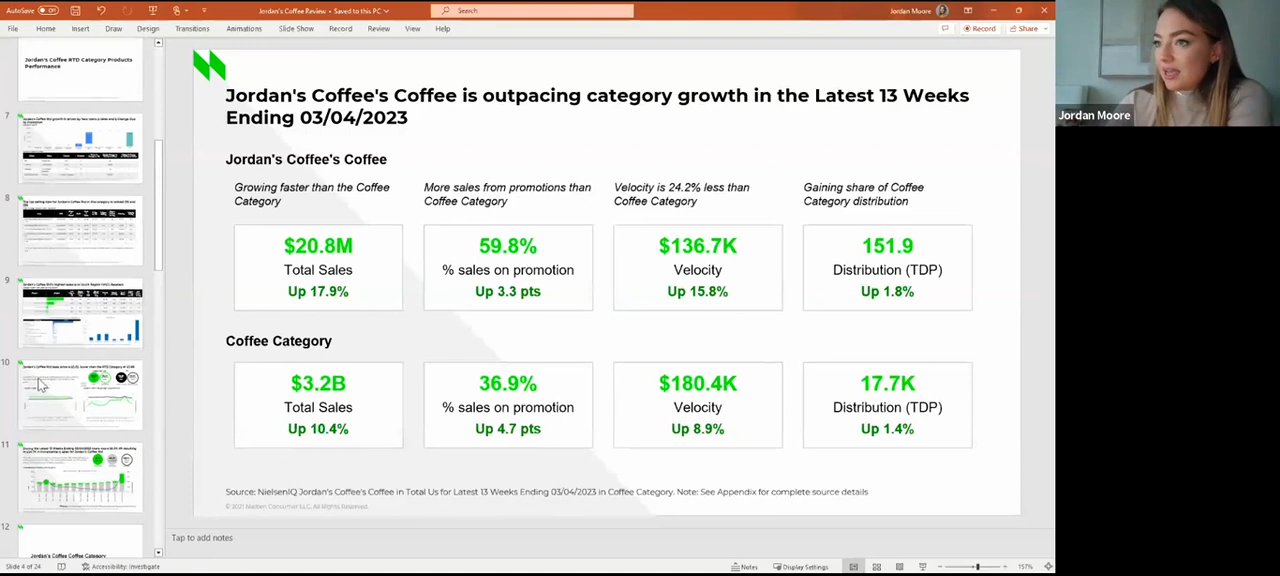 AutoSave Off
Jordan's Coffee Review • Saved to this PC
Search
Jordan Moore
File Home Insert Draw Design Transitions Animations Slide Show Record Review View Help
Record Share
Jordan's Coffee RTD Category Products
Performance
7
8
9
10
11
12
Jordan's Coffee Coffee Category
Jordan's Coffee's Coffee is outpacing category growth in the Latest 13 Weeks
Ending 03/04/2023
Jordan's Coffee's Coffee
Growing faster than the Coffee
Category
More sales from promotions than
Coffee Category
Velocity is 24.2% less than
Coffee Category
Gaining share of Coffee
Category distribution
$20.8M
Total Sales
Up 17.9%
59.8%
% sales on promotion
Up 3.3 pts
$136.7K
Velocity
Up 15.8%
151.9
Distribution (TDP)
Up 1.8%
Coffee Category
$3.2B
Total Sales
Up 10.4%
36.9%
% sales on promotion
Up 4.7 pts
$180.4K
Velocity
Up 8.9%
17.7K
Distribution (TDP)
Up 1.4%
Source: NielsenIQ Jordan's Coffee's Coffee in Total Us for Latest 13 Weeks Ending 03/04/2023 in Coffee Category. Note: See Appendix for complete source details
© 2021 Nielsen Consumer LLC. All Rights Reserved.
Tap to add notes
Slide 4 of 24
Accessibility: Investigate
Notes
Display Settings
157%
Jordan Moore